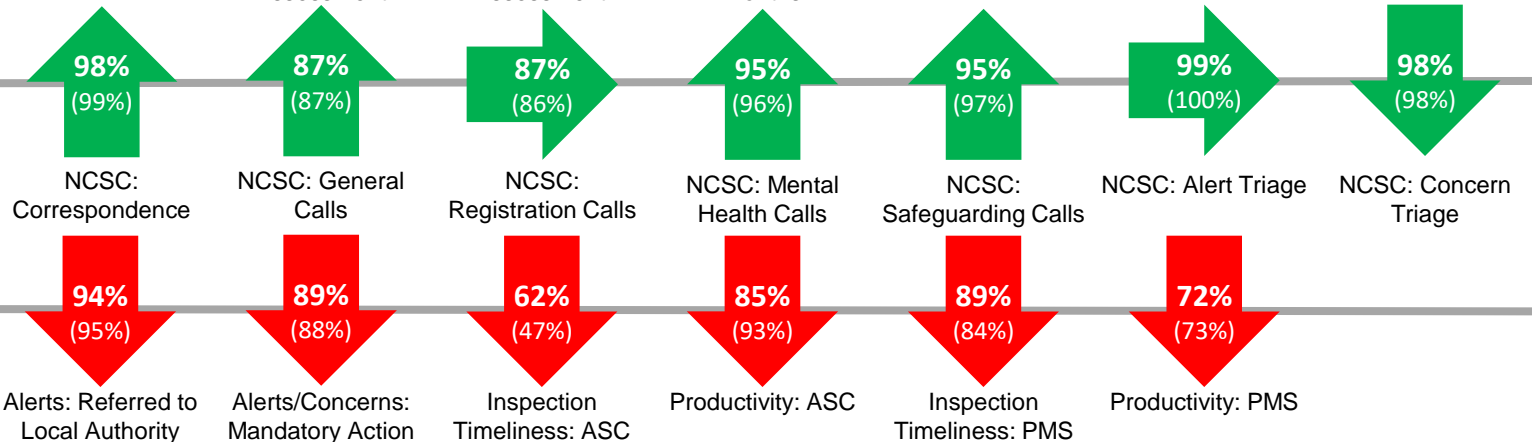 98%
(99%)
87%
(87%)
87%
(86%)
95%
(96%)
95%
(97%)
99%
(100%)
98%
(98%)
NCSC:
Correspondence
NCSC: General
Calls
NCSC:
Registration Calls
NCSC: Mental
Health Calls
NCSC:
Safeguarding Calls
NCSC: Alert Triage
NCSC: Concern
Triage
94%
(95%)
89%
(88%)
62%
(47%)
85%
(93%)
89%
(84%)
72%
(73%)
Alerts: Referred to
Local Authority
Alerts/Concerns:
Mandatory Action
Inspection
Timeliness: ASC
Productivity: ASC
Inspection
Timeliness: PMS
Productivity: PMS